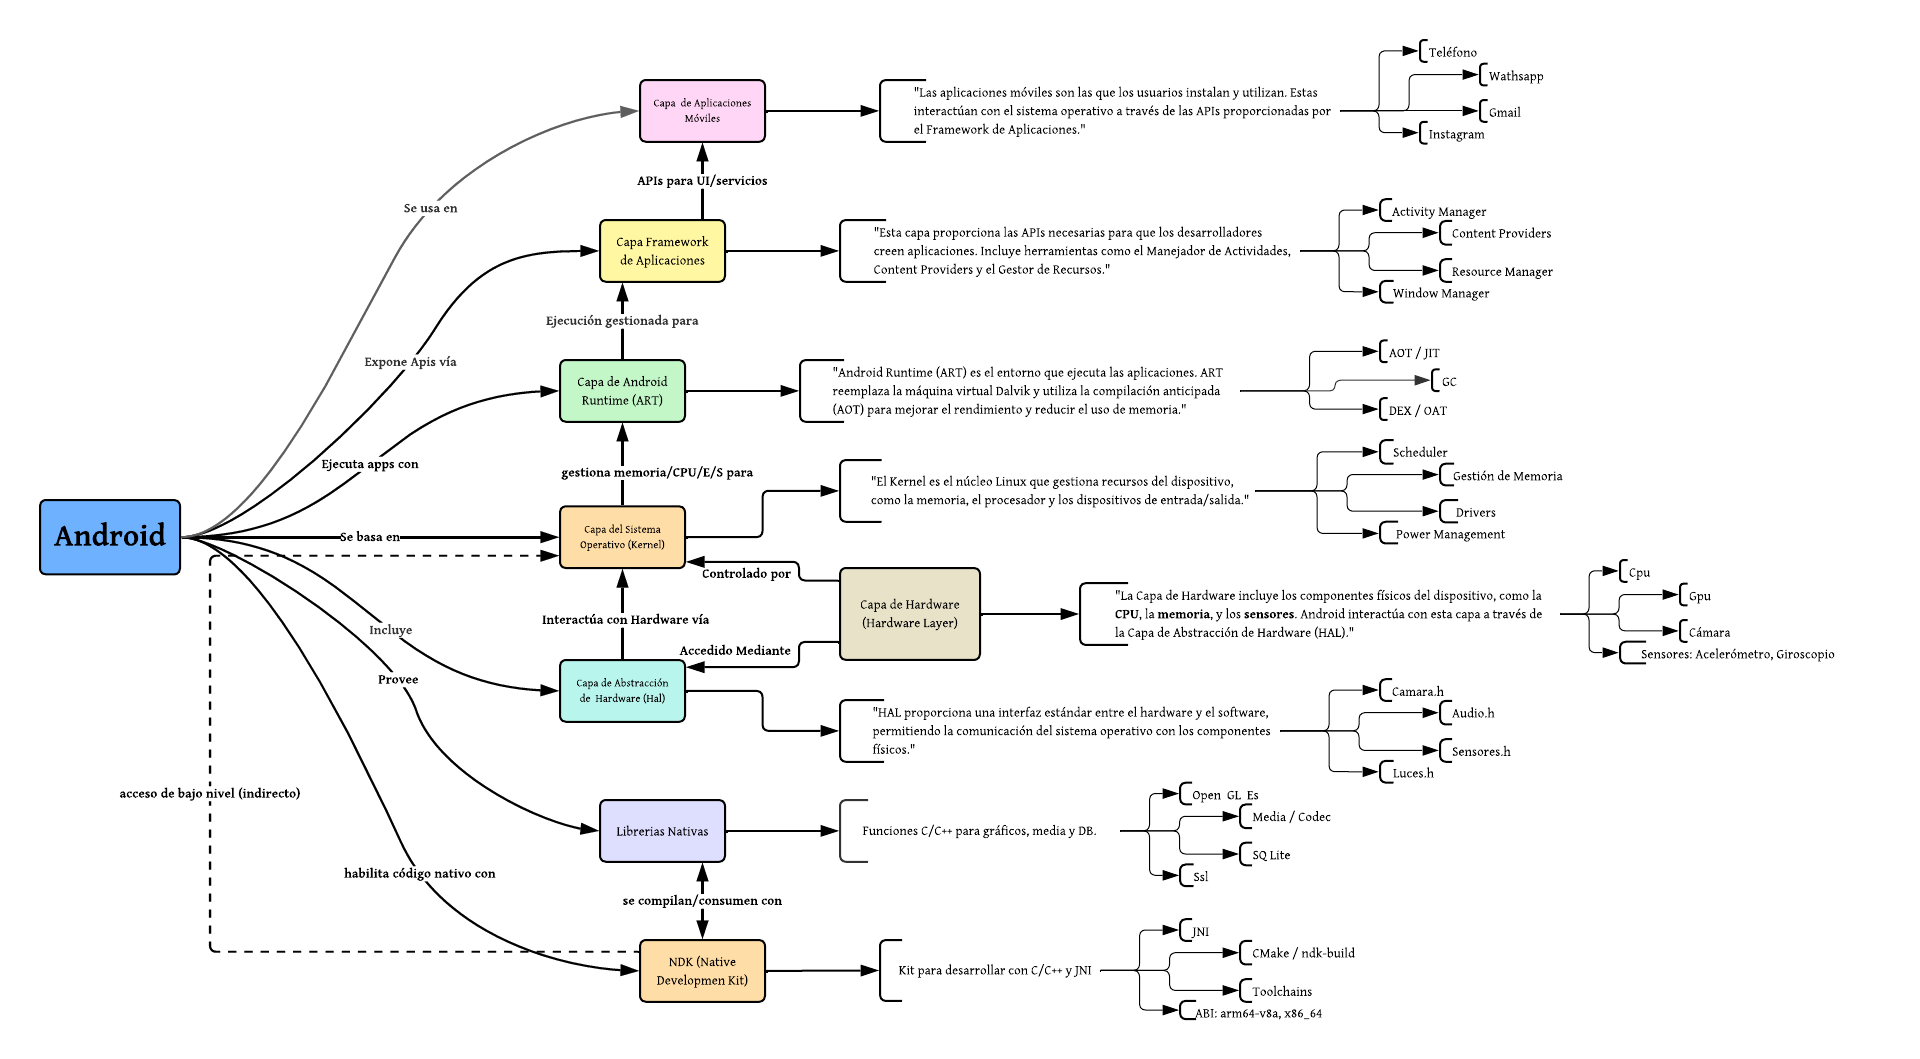 Android
Se usa en
Expone Apis vía
Ejecuta apps con
Se basa en
Incluye
Provee
habilita código nativo con
acceso de bajo nivel (indirecto)
Capa  de Aplicaciones
Móviles
"Las aplicaciones móviles son las que los usuarios instalan y utilizan. Estas
interactúan con el sistema operativo a través de las APIs proporcionadas por
el Framework de Aplicaciones."
Teléfono
Wathsapp
Gmail
Instagram
APIs para UI/servicios
Capa Framework
de Aplicaciones
"Esta capa proporciona las APIs necesarias para que los desarrolladores
creen aplicaciones. Incluye herramientas como el Manejador de Actividades,
Content Providers y el Gestor de Recursos."
Activity Manager
Content Providers
Resource Manager
Window Manager
Ejecución gestionada para
Capa de Android
Runtime (ART)
"Android Runtime (ART) es el entorno que ejecuta las aplicaciones. ART
reemplaza la máquina virtual Dalvik y utiliza la compilación anticipada
(AOT) para mejorar el rendimiento y reducir el uso de memoria."
AOT / JIT
GC
DEX / OAT
gestiona memoria/CPU/E/S para
Capa del Sistema
Operativo (Kernel)
"El Kernel es el núcleo Linux que gestiona recursos del dispositivo,
como la memoria, el procesador y los dispositivos de entrada/salida."
Scheduler
Gestión de Memoria
Drivers
Power Management
Controlado por
Interactúa con Hardware vía
Accedido Mediante
Capa de Hardware
(Hardware Layer)
"La Capa de Hardware incluye los componentes físicos del dispositivo, como la
CPU, la memoria, y los sensores. Android interactúa con esta capa a través de
la Capa de Abstracción de Hardware (HAL)."
Cpu
Gpu
Cámara
Sensores: Acelerómetro, Giroscopio
Capa de Abstracción
de  Hardware (Hal)
"HAL proporciona una interfaz estándar entre el hardware y el software,
permitiendo la comunicación del sistema operativo con los componentes
físicos."
Camara.h
Audio.h
Sensores.h
Luces.h
Librerias Nativas
Funciones C/C++ para gráficos, media y DB.
Open  GL  Es
Media / Codec
SQ Lite
Ssl
se compilan/consumen con
NDK (Native
Developmen Kit)
Kit para desarrollar con C/C++ y JNI
JNI
CMake / ndk-build
Toolchains
ABI: arm64-v8a, x86_64